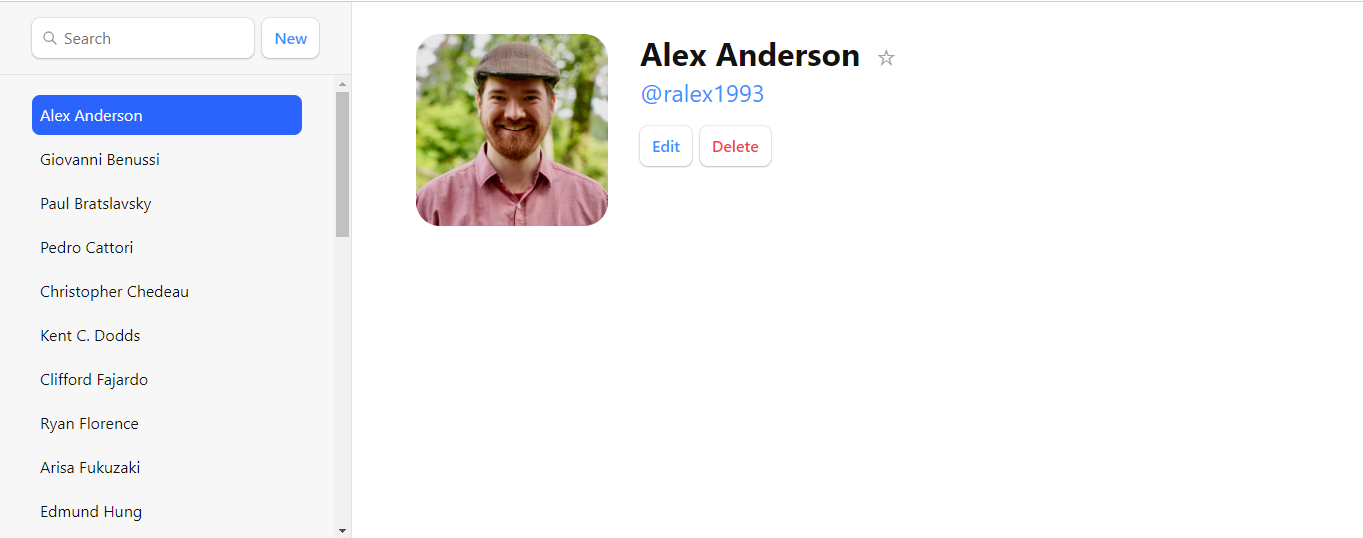 Search
New
Alex Anderson
Giovanni Benussi
Paul Bratslavsky
Pedro Cattori
Christopher Chedeau
Kent C. Dodds
Clifford Fajardo
Ryan Florence
Arisa Fukuzaki
Edmund Hung
Alex Anderson ☆
@ralex1993
Edit
Delete